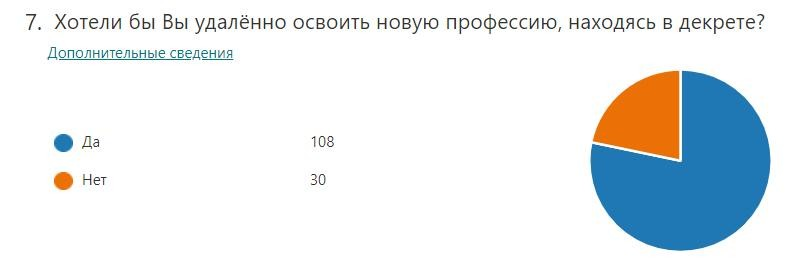 7. Хотели бы Вы удалённо освоить новую профессию, находясь в декрете?
Дополнительные сведения
Да 108
Нет 30